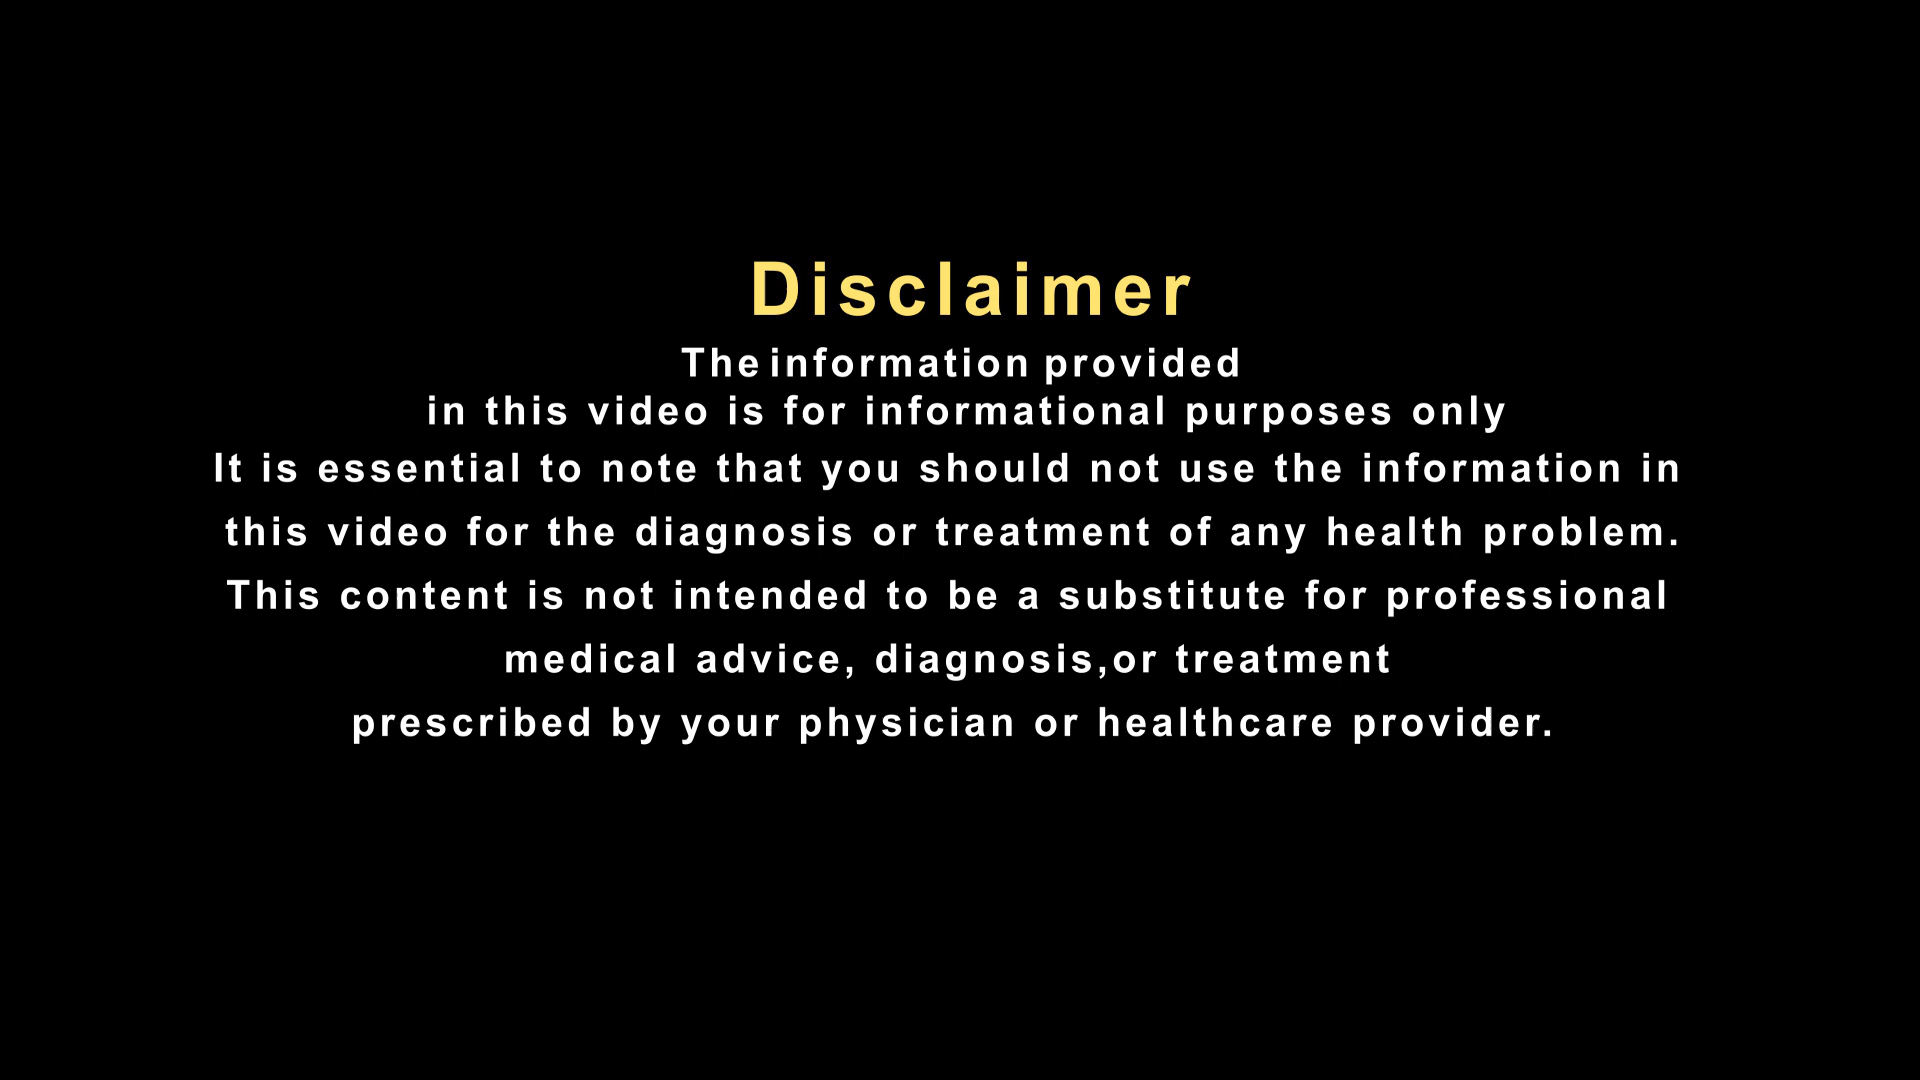 Disclaimer
The information provided
in this video is for informational purposes only
It is essential to note that you should not use the information in
this video for the diagnosis or treatment of any health problem.
This content is not intended to be a substitute for professional
medical advice, diagnosis,or treatment
prescribed by your physician or healthcare provider.